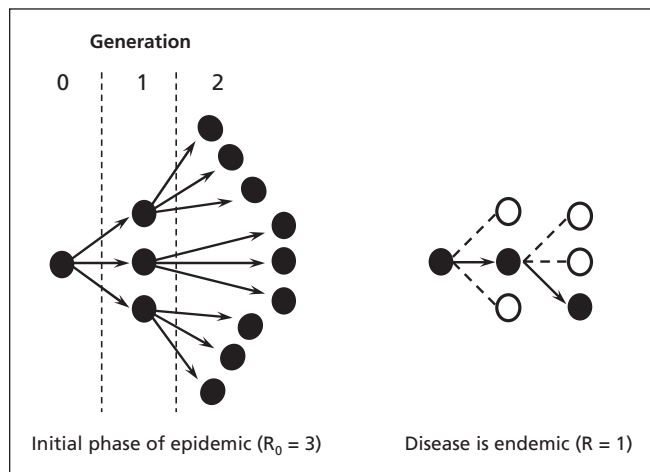 Generation
0 1 2
Initial phase of epidemic (R₀ = 3)
Disease is endemic (R = 1)